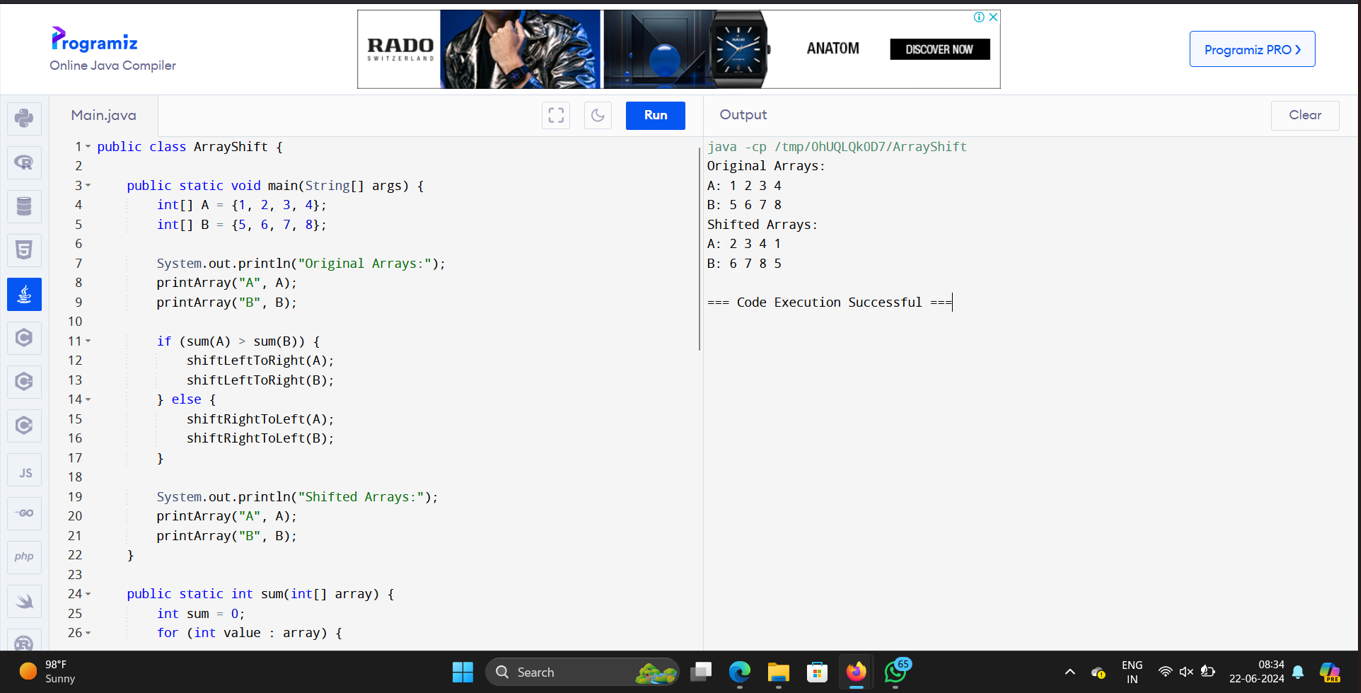 Programiz
Online Java Compiler
RADO
SWITZERLAND
ANATOM
DISCOVER NOW
Programiz PRO >
Main.java
Run
Output
Clear
1 public class ArrayShift {
2
3     public static void main(String[] args) {
4         int[] A = {1, 2, 3, 4};
5         int[] B = {5, 6, 7, 8};
6
7         System.out.println("Original Arrays:");
8         printArray("A", A);
9         printArray("B", B);
10
11         if (sum(A) > sum(B)) {
12             shiftLeftToRight(A);
13             shiftLeftToRight(B);
14         } else {
15             shiftRightToLeft(A);
16             shiftRightToLeft(B);
17         }
18
19         System.out.println("Shifted Arrays:");
20         printArray("A", A);
21         printArray("B", B);
22     }
23
24     public static int sum(int[] array) {
25         int sum = 0;
26         for (int value : array) {
java -cp /tmp/0hUQLQk0D7/ArrayShift
Original Arrays:
A: 1 2 3 4
B: 5 6 7 8
Shifted Arrays:
A: 2 3 4 1
B: 6 7 8 5
=== Code Execution Successful ===
JS
GO
php
98°F
Sunny
Search
65
ENG
IN
08:34
22-06-2024
PRE